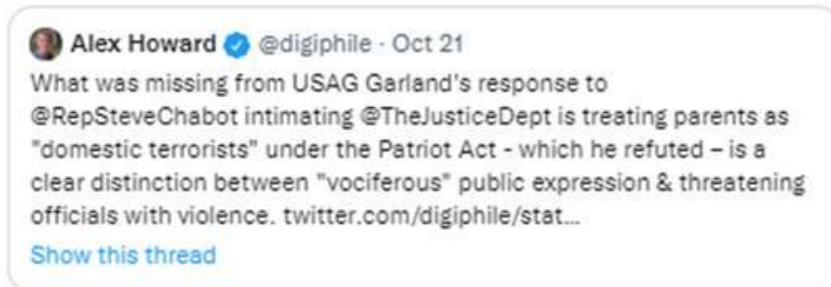 Alex Howard @digiphile · Oct 21
What was missing from USAG Garland's response to
@RepSteveChabot intimating @TheJusticeDept is treating parents as
"domestic terrorists" under the Patriot Act - which he refuted – is a
clear distinction between "vociferous" public expression & threatening
officials with violence. twitter.com/digiphile/stat...
Show this thread